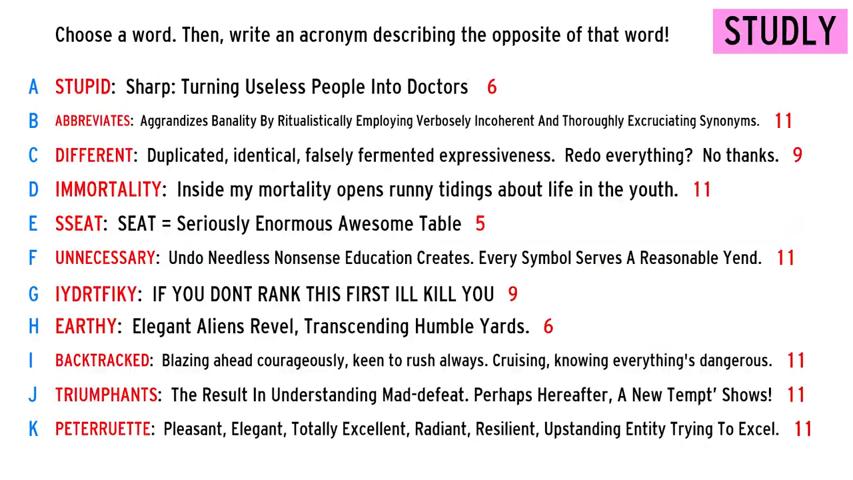 Choose a word. Then, write an acronym describing the opposite of that word!
STUDLY
A STUPID: Sharp: Turning Useless People Into Doctors 6
B ABBREVIATES: Aggrandizes Banality By Ritualistically Employing Verbosely Incoherent And Thoroughly Excruciating Synonyms. 11
C DIFFERENT: Duplicated, identical, falsely fermented expressiveness. Redo everything? No thanks. 9
D IMMORTALITY: Inside my mortality opens runny tidings about life in the youth. 11
E SSEAT: SEAT = Seriously Enormous Awesome Table 5
F UNNECESSARY: Undo Needless Nonsense Education Creates. Every Symbol Serves A Reasonable Yend. 11
G IYDRTFIKY: IF YOU DONT RANK THIS FIRST ILL KILL YOU 9
H EARTHY: Elegant Aliens Revel, Transcending Humble Yards. 6
I BACKTRACKED: Blazing ahead courageously, keen to rush always. Cruising, knowing everything's dangerous. 11
J TRIUMPHANTS: The Result In Understanding Mad-defeat. Perhaps Hereafter, A New Tempt' Shows! 11
K PETERRUETTE: Pleasant, Elegant, Totally Excellent, Radiant, Resilient, Upstanding Entity Trying To Excel. 11